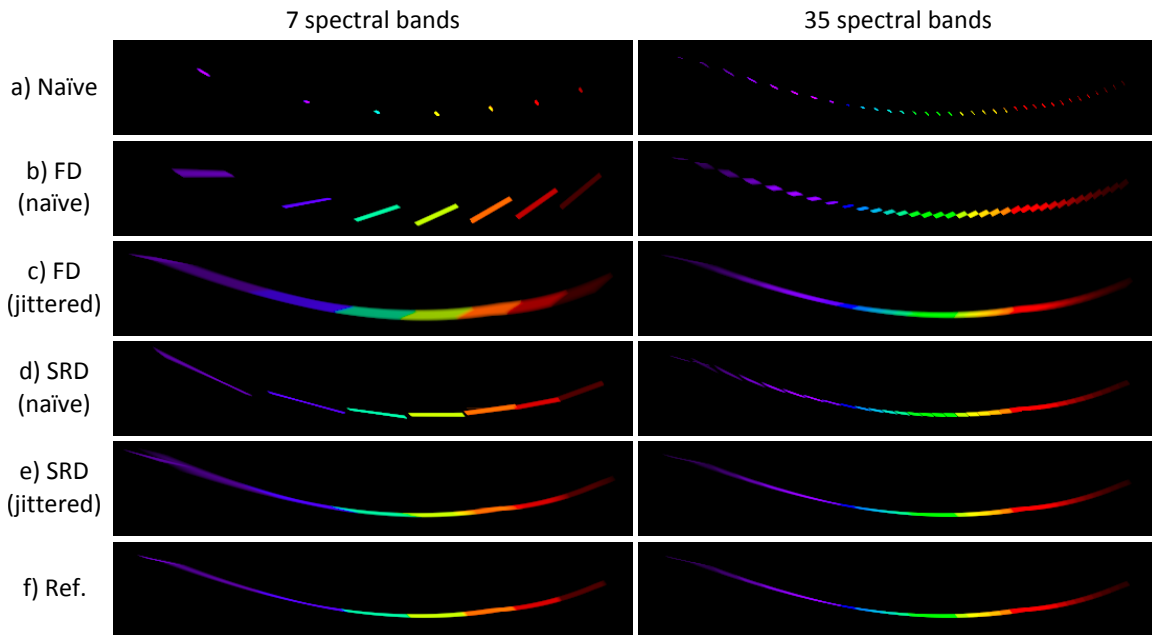 7 spectral bands
35 spectral bands
a) Naïve
b) FD
(naïve)
c) FD
(jittered)
d) SRD
(naïve)
e) SRD
(jittered)
f) Ref.